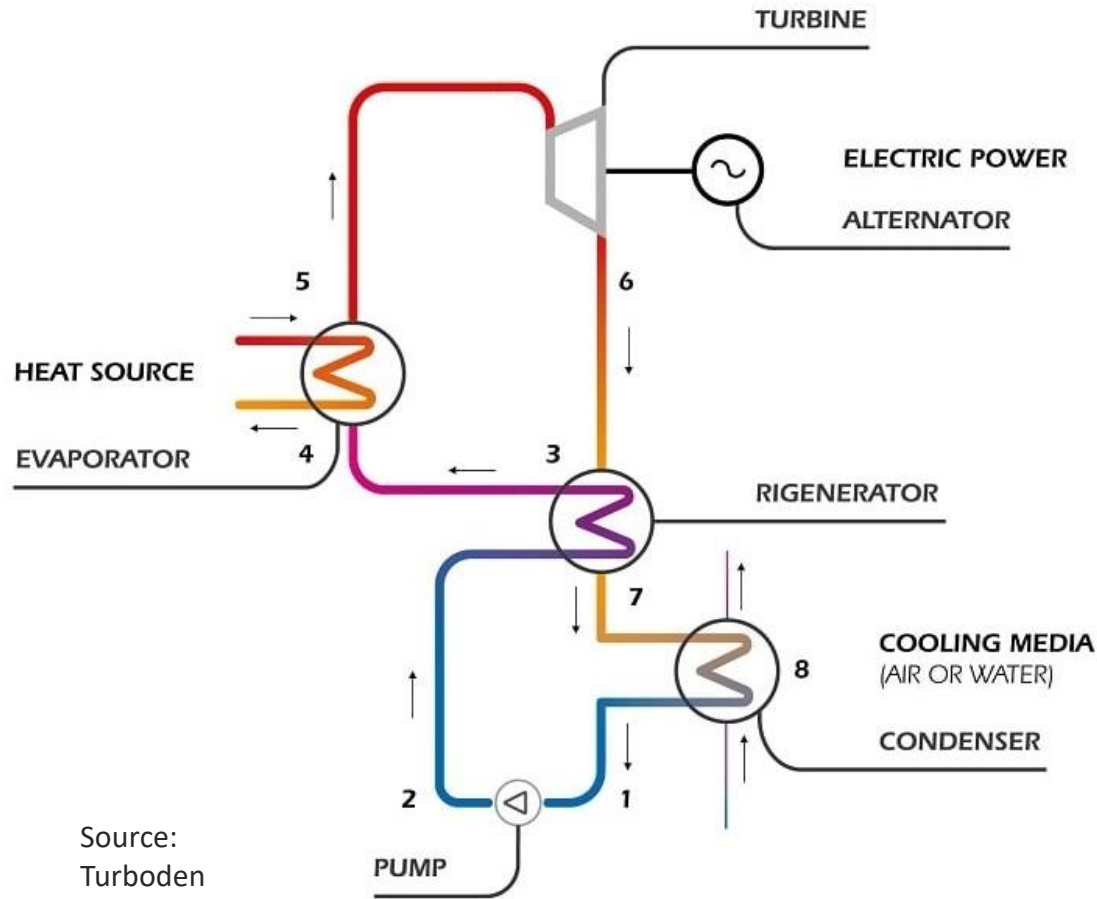 TURBINE
ELECTRIC POWER
ALTERNATOR
5
6
HEAT SOURCE
EVAPORATOR
4
3
RIGENERATOR
7
COOLING MEDIA
(AIR OR WATER)
8
CONDENSER
2
1
PUMP
Source:
Turboden